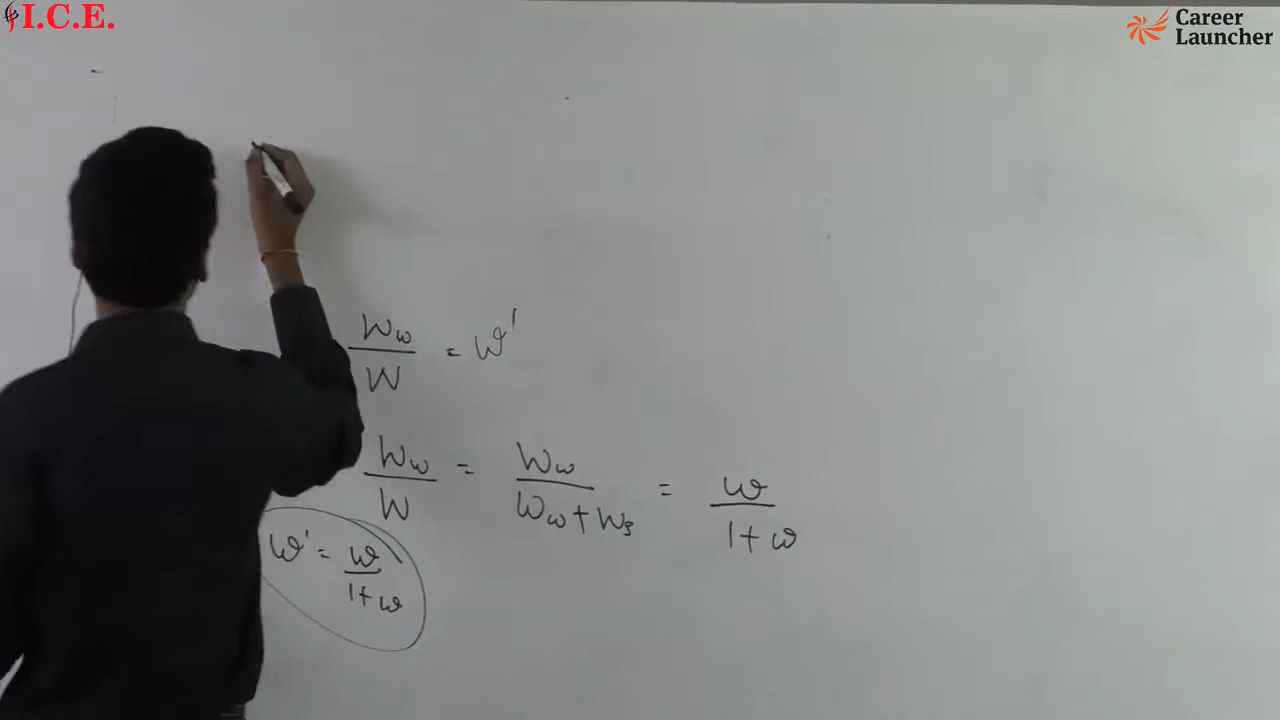 I.C.E.
Career
Launcher
Ww/W = w'
Ww/W = Ww/(Ww+Ws) = w/(1+w)
w' = w/(1+w)